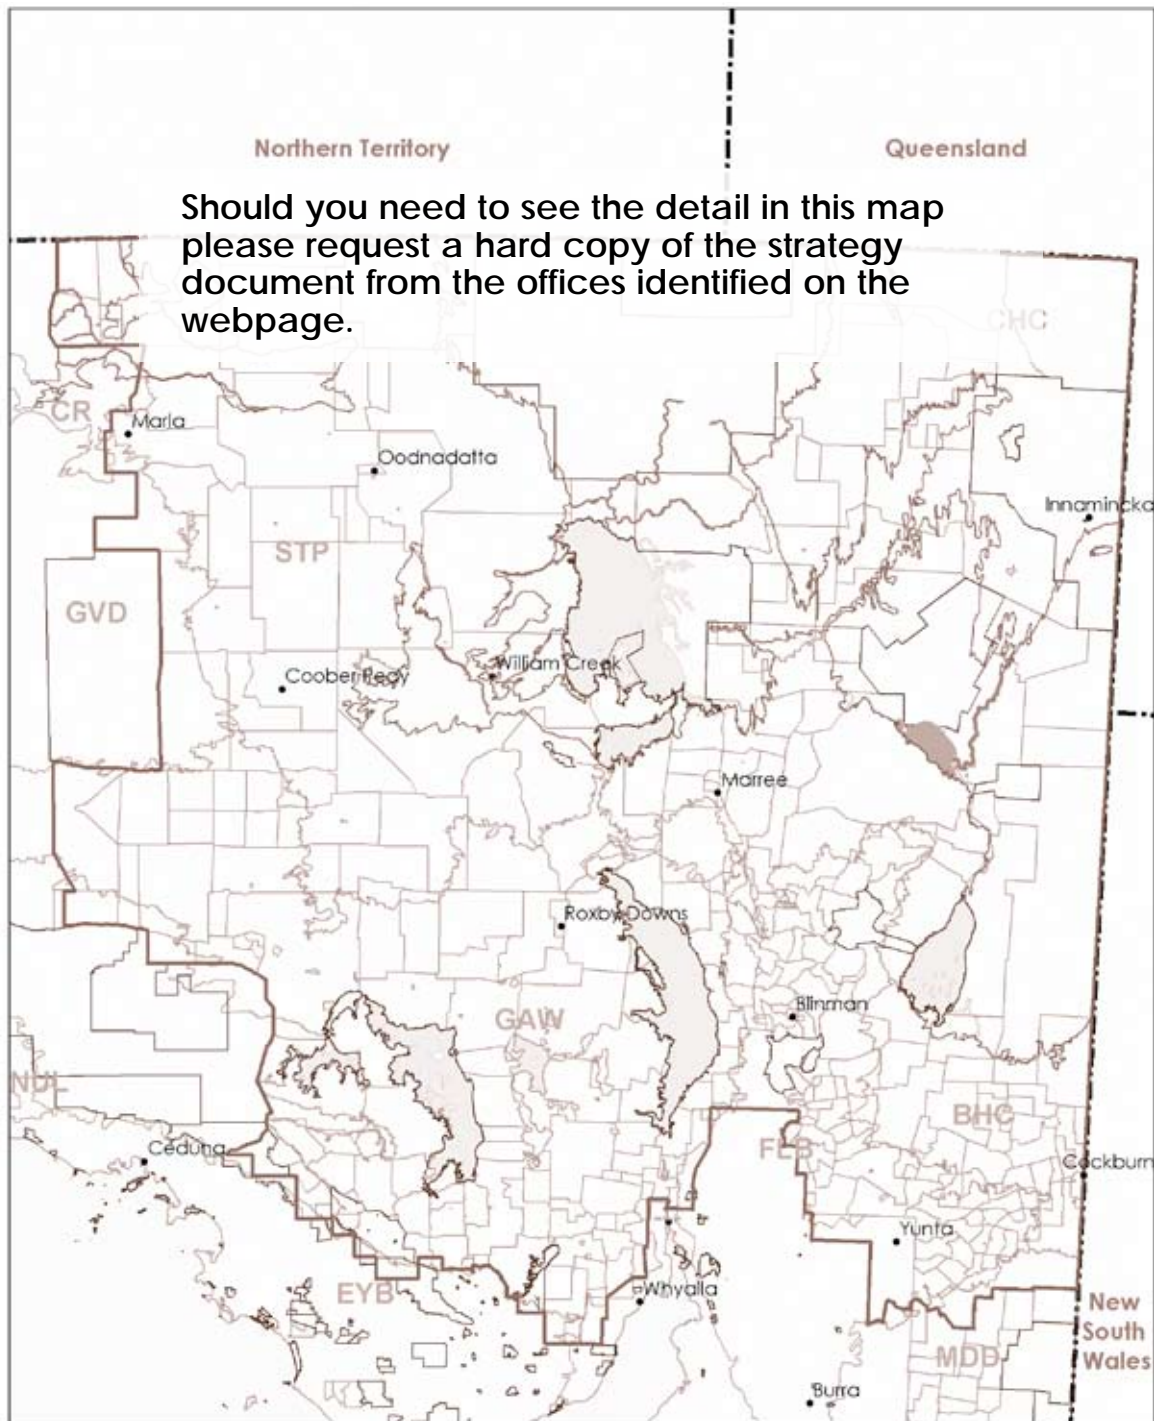 Northern Territory
Queensland
Should you need to see the detail in this map
please request a hard copy of the strategy
document from the offices identified on the
webpage.
CHC
CR
Marla
Oodnadatta
Innamincka
STP
GVD
William Creek
Coober Pedy
Marree
Roxby Downs
Blinman
GAW
NUL
BHC
Ceduna
FLB
Cockburn
Yunta
EYB
Whyalla
New
South
Wales
MDD
Burra